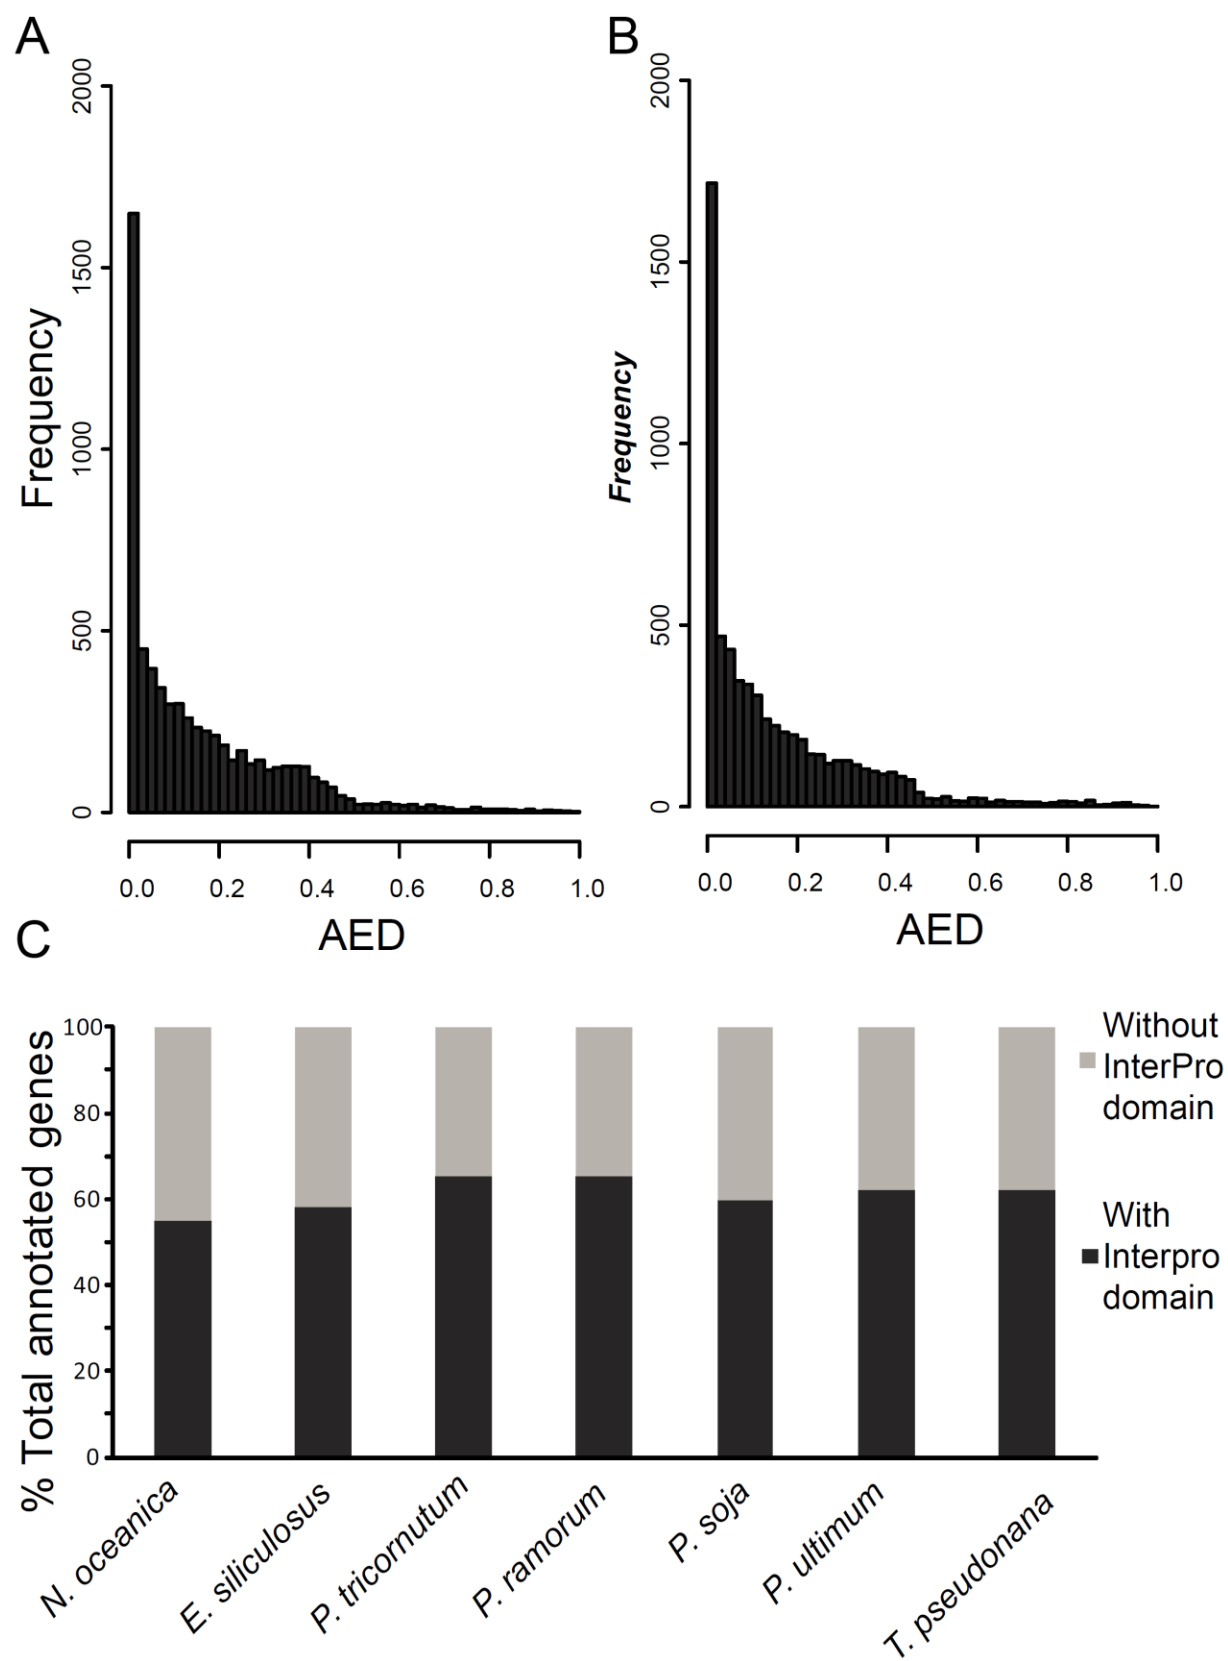 A
2000
1500
1000
500
0
Frequency
0.0 0.2 0.4 0.6 0.8 1.0
AED
B
2000
1500
1000
500
0
Frequency
0.0 0.2 0.4 0.6 0.8 1.0
AED
C
% Total annotated genes
100
80
60
40
20
0
N. oceanica
E. siliculosus
P. tricornutum
P. ramorum
P. soja
P. ultimum
T. pseudonana
Without
InterPro
domain
With
Interpro
domain